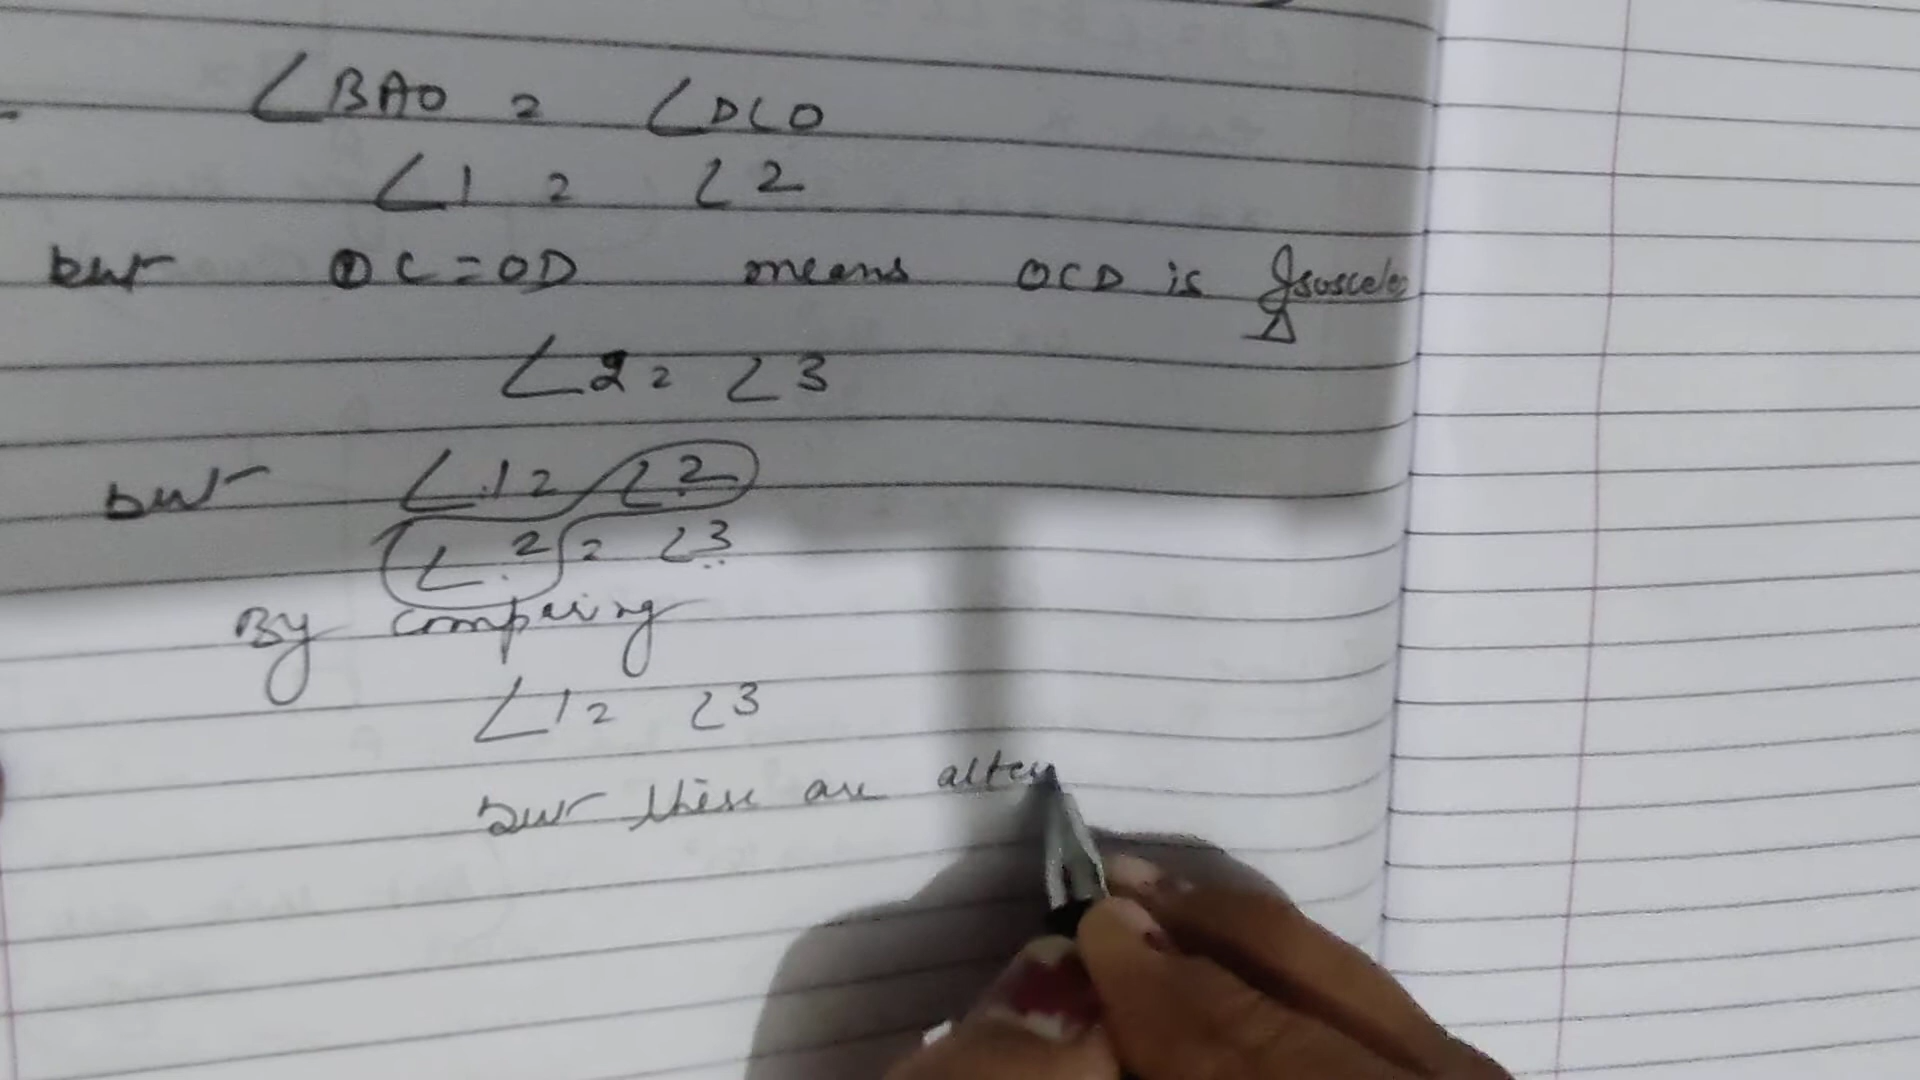 ∠BAO = ∠DCO
∠1 = ∠2
but OC=OD means OCD is Isosceles
Δ
∠2 = ∠3
but ∠1 = ∠2
∠2 = ∠3
By compairing
∠1 = ∠3
but these are alter